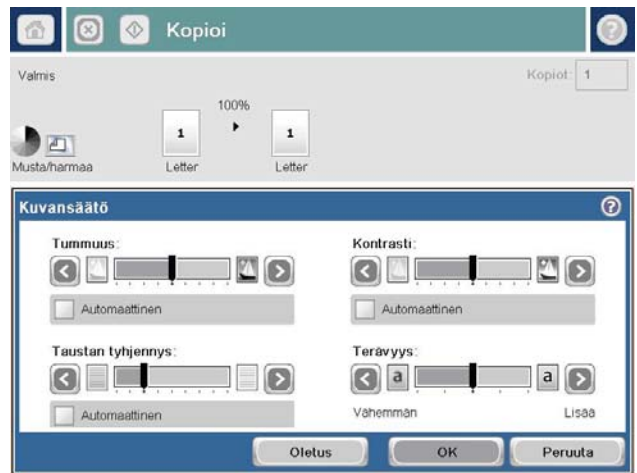 Kopioi
Valmis
Kopiot: 1
100%
1
1
Musta/harmaa
Letter
Letter
Kuvansäätö
Tummuus:
Kontrasti:
Automaattinen
Automaattinen
Taustan tyhjennys:
Terävyys:
a
a
Automaattinen
Vähemmän
Lisää
Oletus
OK
Peruuta